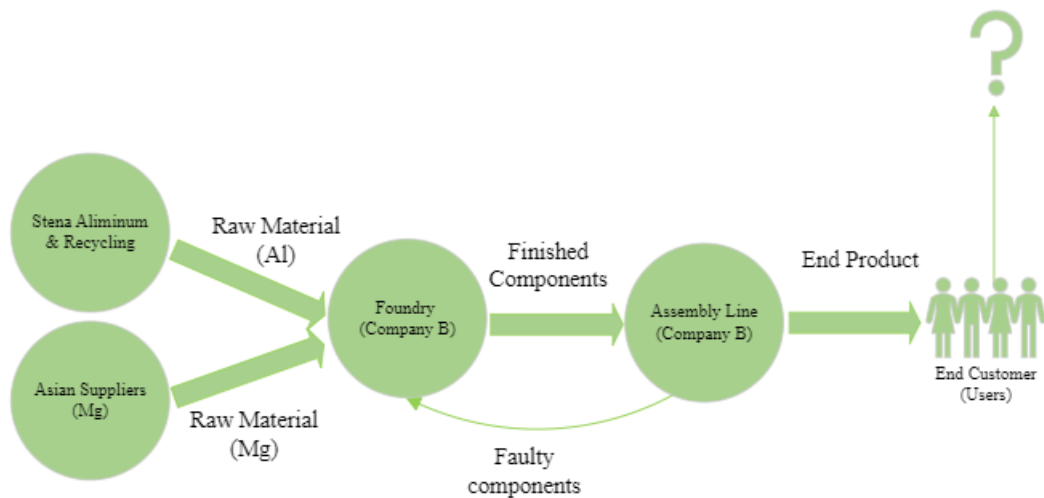 Stena Aliminum
& Recycling
Raw Material
(Al)
Asian Suppliers
(Mg)
Raw Material
(Mg)
Foundry
(Company B)
Finished
Components
Assembly Line
(Company B)
Faulty
components
End Product
?
End Customer
(Users)